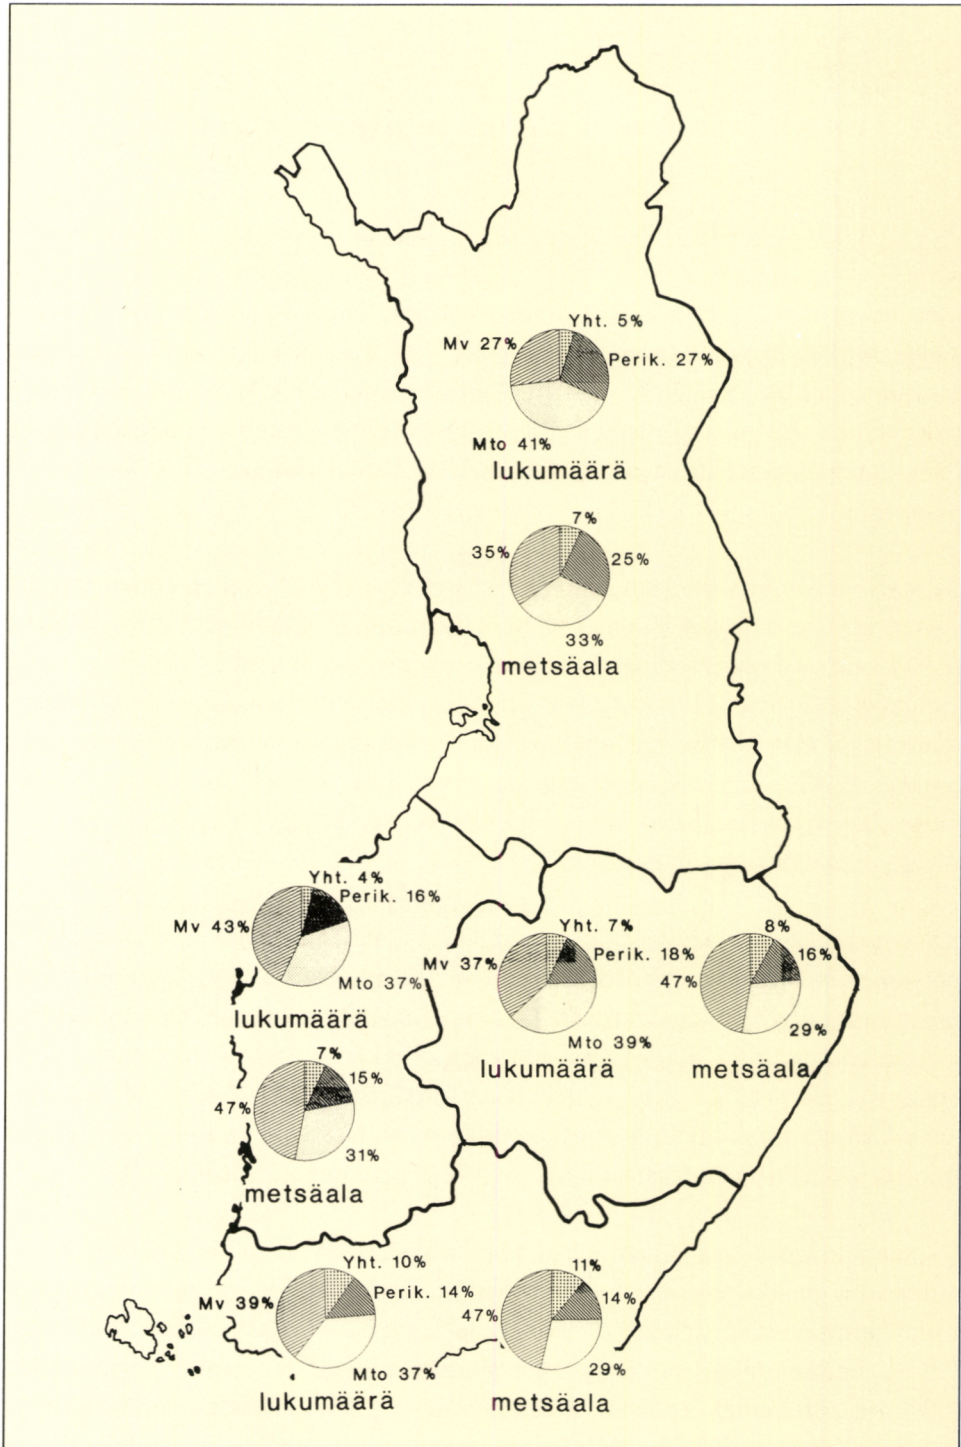 Yht. 5%
Mv 27%
Perik. 27%
Mto 41%
lukumäärä
7%
35%
25%
33%
metsäala
Yht. 4%
Perik. 16%
Mv 43%
Mto 37%
lukumäärä
7%
15%
47%
31%
metsäala
Yht. 7%
Perik. 18%
Mv 37%
Mto 39%
lukumäärä
8%
16%
47%
29%
metsäala
Yht. 10%
Perik. 14%
Mv 39%
Mto 37%
lukumäärä
11%
14%
47%
29%
metsäala